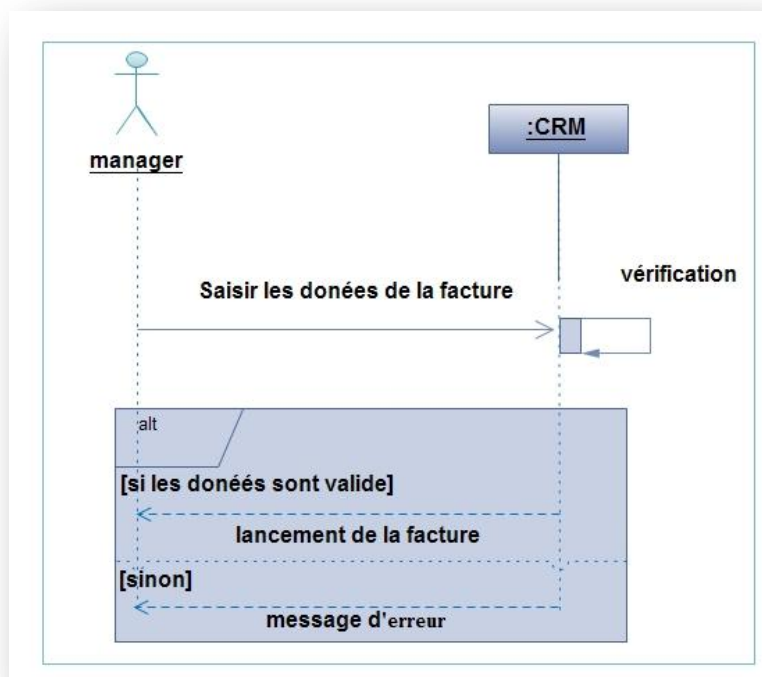 :CRM
manager
vérification
Saisir les donées de la facture
alt
[si les donéés sont valide]
lancement de la facture
[sinon]
message d'erreur